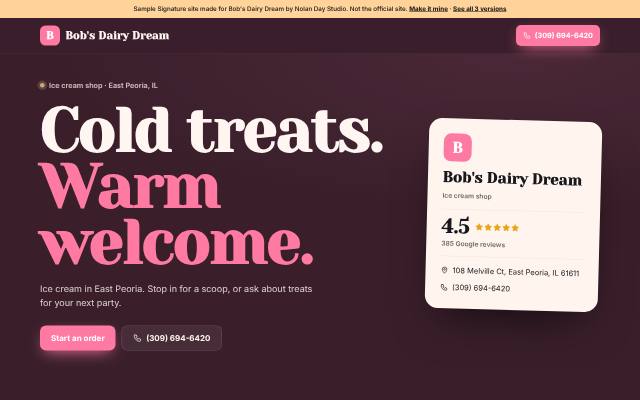 Sample Signature site made for Bob's Dairy Dream by Nolan Day Studio. Not the official site. Make it mine · See all 3 versions
B Bob's Dairy Dream
(309) 694-6420
Ice cream shop · East Peoria, IL
Cold treats.
Warm
welcome.
Ice cream in East Peoria. Stop in for a scoop, or ask about treats
for your next party.
Start an order
(309) 694-6420
B
Bob's Dairy Dream
Ice cream shop
4.5
385 Google reviews
108 Melville Ct, East Peoria, IL 61611
(309) 694-6420